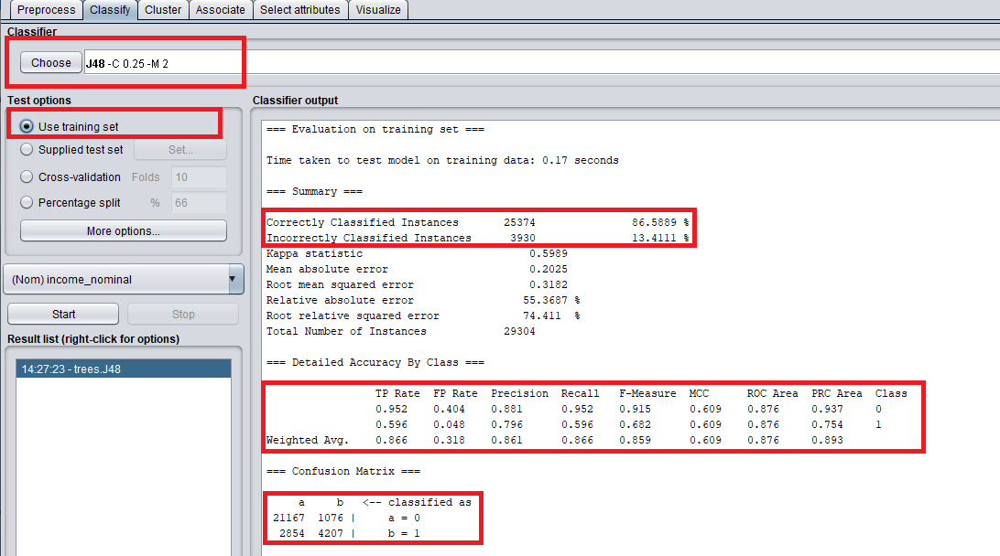 Preprocess Classify Cluster Associate Select attributes Visualize
Classifier
Choose J48 -C 0.25 -M 2
Test options
Use training set
Supplied test set Set...
Cross-validation Folds 10
Percentage split % 66
More options...
(Nom) income_nominal
Start Stop
Result list (right-click for options)
14:27:23 - trees.J48
Classifier output
=== Evaluation on training set ===
Time taken to test model on training data: 0.17 seconds
=== Summary ===
Correctly Classified Instances 25374 86.5889 %
Incorrectly Classified Instances 3930 13.4111 %
Kappa statistic 0.5989
Mean absolute error 0.2025
Root mean squared error 0.3182
Relative absolute error 55.3687 %
Root relative squared error 74.411 %
Total Number of Instances 29304
=== Detailed Accuracy By Class ===
TP Rate FP Rate Precision Recall F-Measure MCC ROC Area PRC Area Class
0.952 0.404 0.881 0.952 0.915 0.609 0.876 0.937 0
0.596 0.048 0.796 0.596 0.682 0.609 0.876 0.754 1
Weighted Avg. 0.866 0.318 0.861 0.866 0.859 0.609 0.876 0.893
=== Confusion Matrix ===
a b <-- classified as
21167 1076 | a = 0
2854 4207 | b = 1